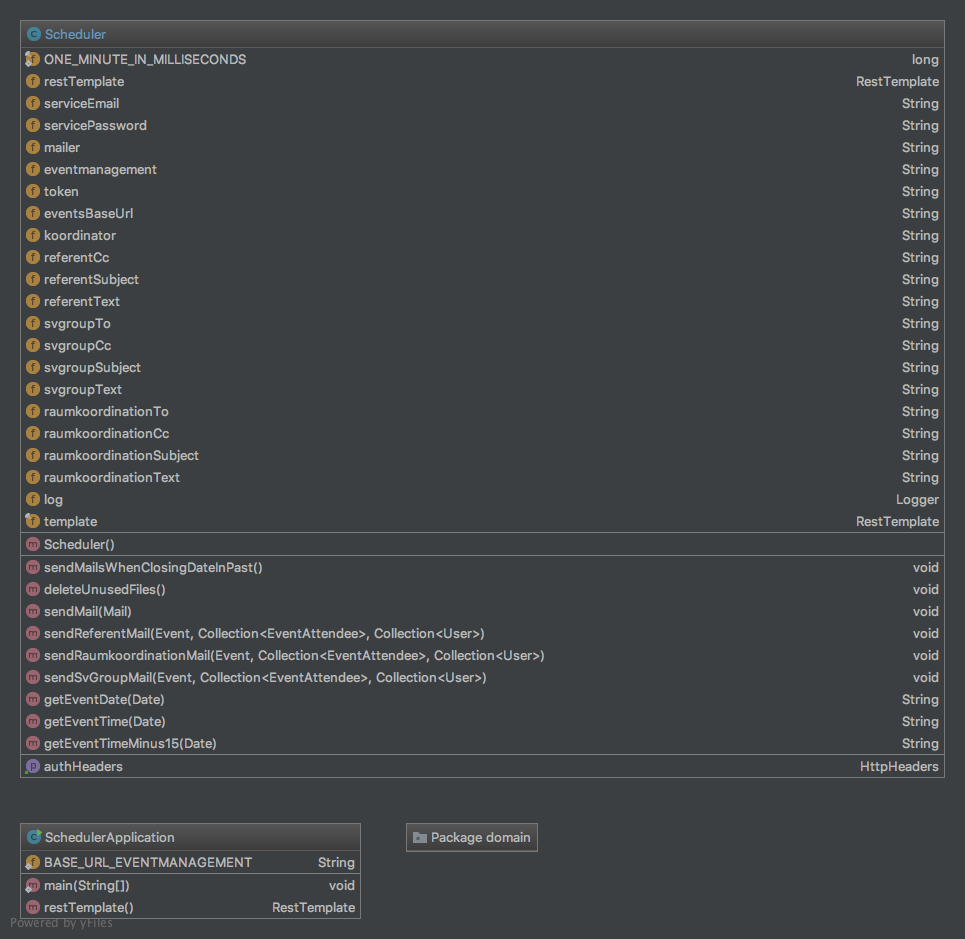 Scheduler
ONE_MINUTE_IN_MILLISECONDS long
restTemplate RestTemplate
serviceEmail String
servicePassword String
mailer String
eventmanagement String
token String
eventsBaseUrl String
koordinator String
referentCc String
referentSubject String
referentText String
svgroupTo String
svgroupCc String
svgroupSubject String
svgroupText String
raumkoordinationTo String
raumkoordinationCc String
raumkoordinationSubject String
raumkoordinationText String
log Logger
template RestTemplate
Scheduler()
sendMailsWhenClosingDateInPast() void
deleteUnusedFiles() void
sendMail(Mail) void
sendReferentMail(Event, Collection<EventAttendee>, Collection<User>) void
sendRaumkoordinationMail(Event, Collection<EventAttendee>, Collection<User>) void
sendSvGroupMail(Event, Collection<EventAttendee>, Collection<User>) void
getEventDate(Date) String
getEventTime(Date) String
getEventTimeMinus15(Date) String
authHeaders HttpHeaders
SchedulerApplication
BASE_URL_EVENTMANAGEMENT String
main(String[]) void
restTemplate() RestTemplate
Package domain
Powered by yFiles